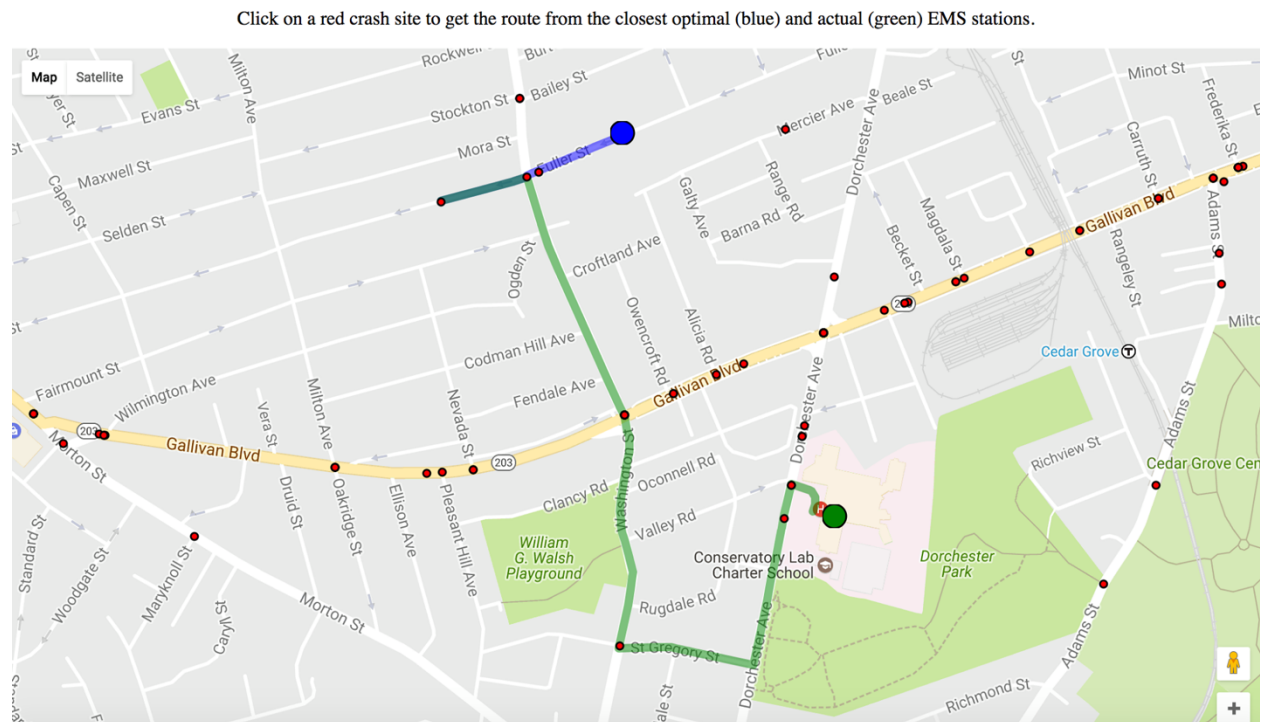 Click on a red crash site to get the route from the closest optimal (blue) and actual (green) EMS stations.
Map
Satellite
Evans St
Milton Ave
Stockton St
Bailey St
Mora St
Fuller St
Maxwell St
Capen St
Selden St
Mercier Ave
Beale St
Dorchester Ave
Range Rd
Galty Ave
Barna Rd
Minot St
Frederika St
Carruth St
Gallivan Blvd
Adams S
Magdala St
Becket St
Rangeley St
Ogden St
Croftland Ave
Owencroft Rd
Alicia Rd
Codman Hill Ave
Fendale Ave
Gallivan Blvd
Cedar Grove
Fairmount St
Wilmington Ave
203
Vera St
Milton Ave
Nevada St
Gallivan Blvd
203
Morton St
Druid St
Oakridge St
Ellison Ave
Pleasant Hill Ave
Clancy Rd
Washington St
Oconnell Rd
Valley Rd
Dorchester Ave
Richview St
Adams St
Cedar Grove Cen
Standard St
Woodgate St
Maryknoll St
Cary St
Morton St
William
G. Walsh
Playground
Conservatory Lab
Charter School
Dorchester
Park
Rugdale Rd
St Gregory St
Dorchester Ave
Adams St
Richmond St